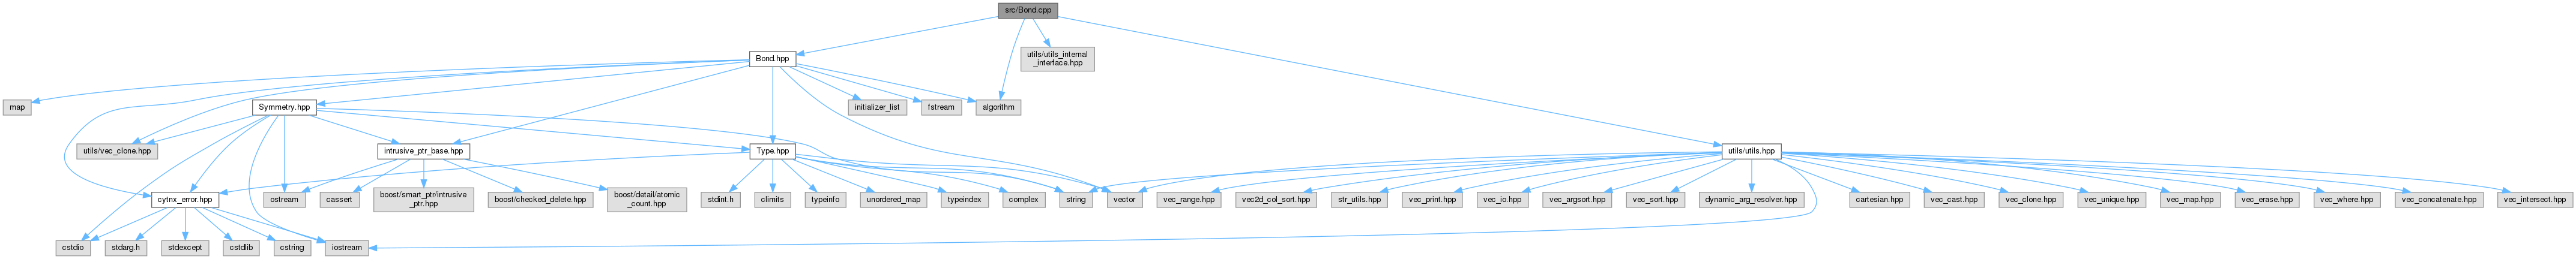 src/Bond.cpp
Bond.hpp
utils/utils_internal
_interface.hpp
map
Symmetry.hpp
initializer_list
fstream
algorithm
utils/vec_clone.hpp
intrusive_ptr_base.hpp
Type.hpp
utils/utils.hpp
cytnx_error.hpp
ostream
cassert
boost/smart_ptr/intrusive
_ptr.hpp
boost/checked_delete.hpp
boost/detail/atomic
_count.hpp
stdint.h
climits
typeinfo
unordered_map
typeindex
complex
string
vector
vec_range.hpp
vec2d_col_sort.hpp
str_utils.hpp
vec_print.hpp
vec_io.hpp
vec_argsort.hpp
vec_sort.hpp
dynamic_arg_resolver.hpp
cartesian.hpp
vec_cast.hpp
vec_clone.hpp
vec_unique.hpp
vec_map.hpp
vec_erase.hpp
vec_where.hpp
vec_concatenate.hpp
vec_intersect.hpp
cstdio
stdarg.h
stdexcept
cstdlib
cstring
iostream